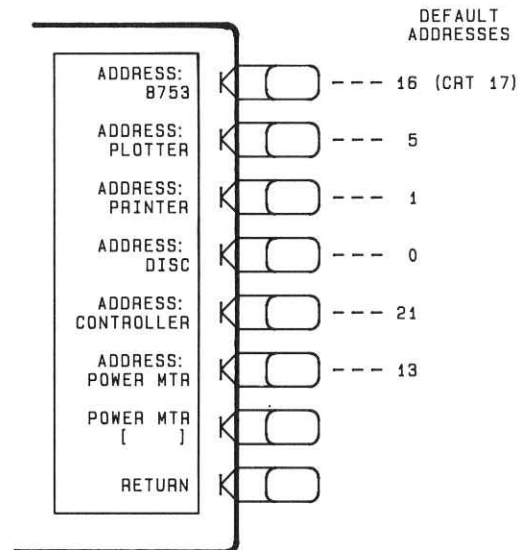 DEFAULT
ADDRESSES
ADDRESS:
8753
--- 16 (CRT 17)
ADDRESS:
PLOTTER
--- 5
ADDRESS:
PRINTER
--- 1
ADDRESS:
DISC
--- 0
ADDRESS:
CONTROLLER
--- 21
ADDRESS:
POWER MTR
--- 13
POWER MTR
[ ]
RETURN